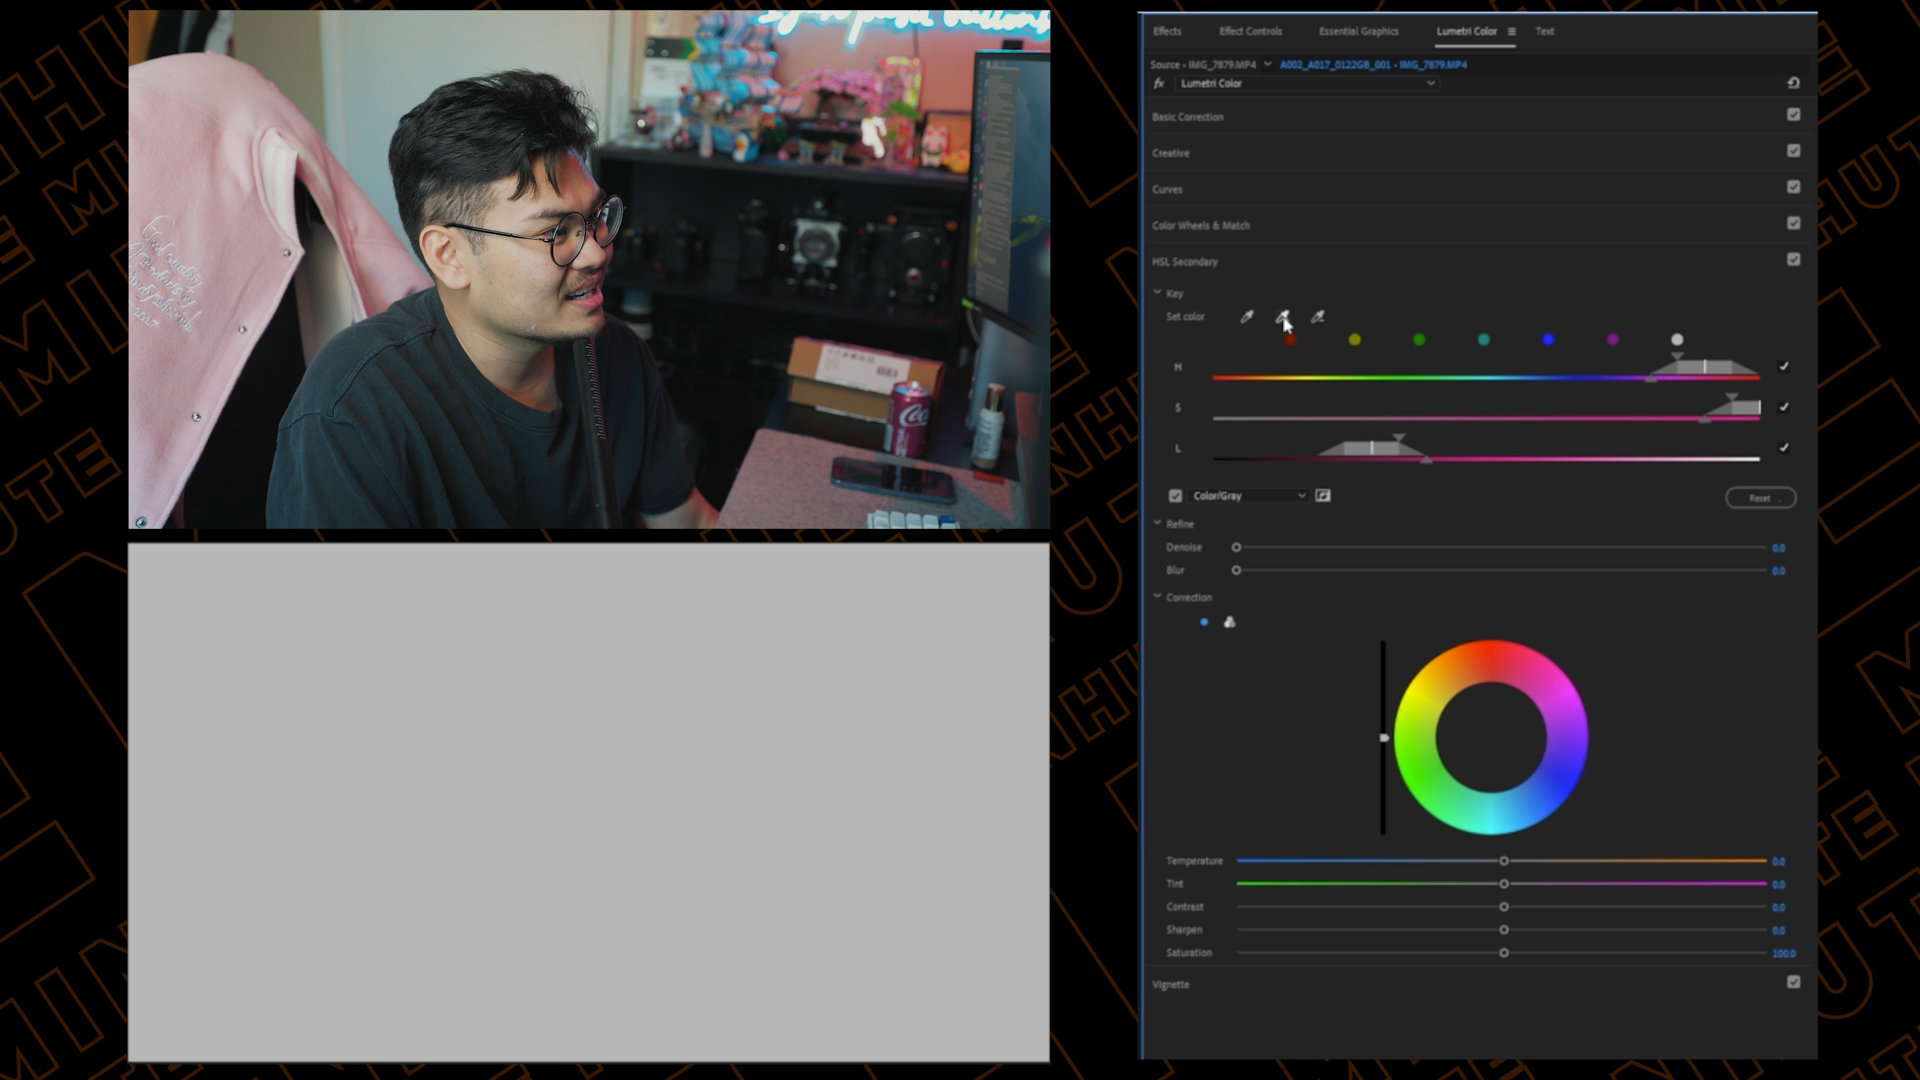 Effects Effect Controls Essential Graphics Lumetri Color Text
Source • IMG_7879.MP4 A002_A017_0122GB_001 • IMG_7879.MP4
fx Lumetri Color
Basic Correction
Creative
Curves
Color Wheels & Match
HSL Secondary
Key
Set color
H
S
L
Color/Gray Reset
Refine
Denoise 0.0
Blur 0.0
Correction
Temperature 0.0
Tint 0.0
Contrast 0.0
Sharpen 0.0
Saturation 100.0
Vignette
2017